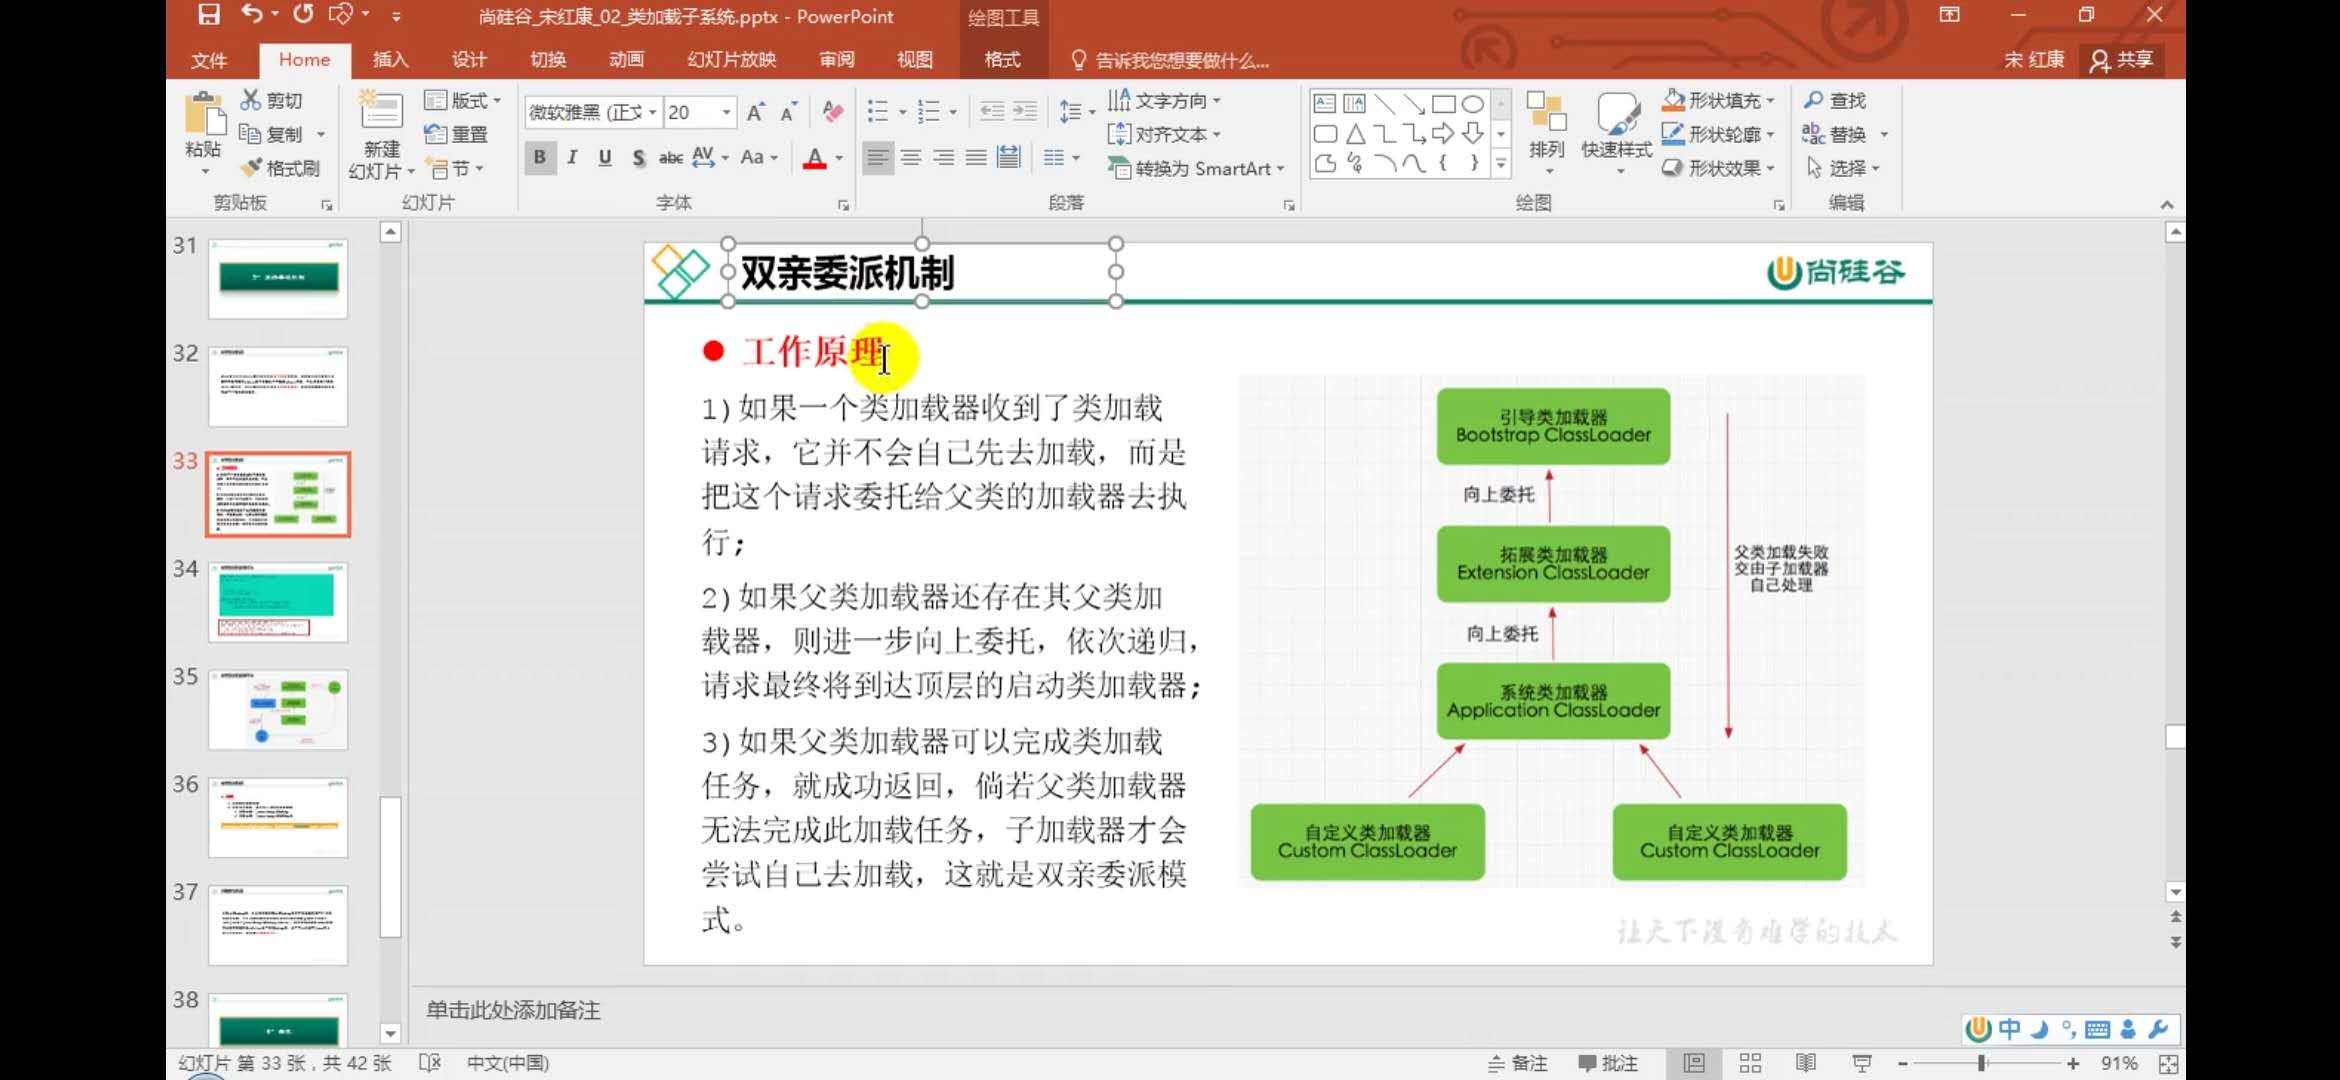 尚硅谷_宋红康_02_类加载子系统.pptx - PowerPoint
绘图工具
文件 Home 插入 设计 切换 动画 幻灯片放映 审阅 视图 格式 告诉我您想要做什么... 宋 红康 共享
剪切 版式 微软雅黑 (正文 20 文字方向 形状填充 查找
粘贴 复制 新建 重置 对齐文本 排列 快速样式 形状轮廓 替换
格式刷 幻灯片 节 B I U S abc AV Aa A 转换为 SmartArt 形状效果 选择
剪贴板 幻灯片 字体 段落 绘图 编辑
31
32
33
34
35
36
37
38
双亲委派机制
尚硅谷
工作原理
1)如果一个类加载器收到了类加载
请求，它并不会自己先去加载，而是
把这个请求委托给父类的加载器去执
行；
2)如果父类加载器还存在其父类加
载器，则进一步向上委托，依次递归，
请求最终将到达顶层的启动类加载器；
3)如果父类加载器可以完成类加载
任务，就成功返回，倘若父类加载器
无法完成此加载任务，子加载器才会
尝试自己去加载，这就是双亲委派模
式。
引导类加载器
Bootstrap ClassLoader
向上委托
拓展类加载器
Extension ClassLoader
父类加载失败
交由子加载器
自己处理
向上委托
系统类加载器
Application ClassLoader
自定义类加载器
Custom ClassLoader
自定义类加载器
Custom ClassLoader
让天下没有难学的技术
单击此处添加备注
中
幻灯片 第 33 张，共 42 张 中文(中国) 备注 批注 91%